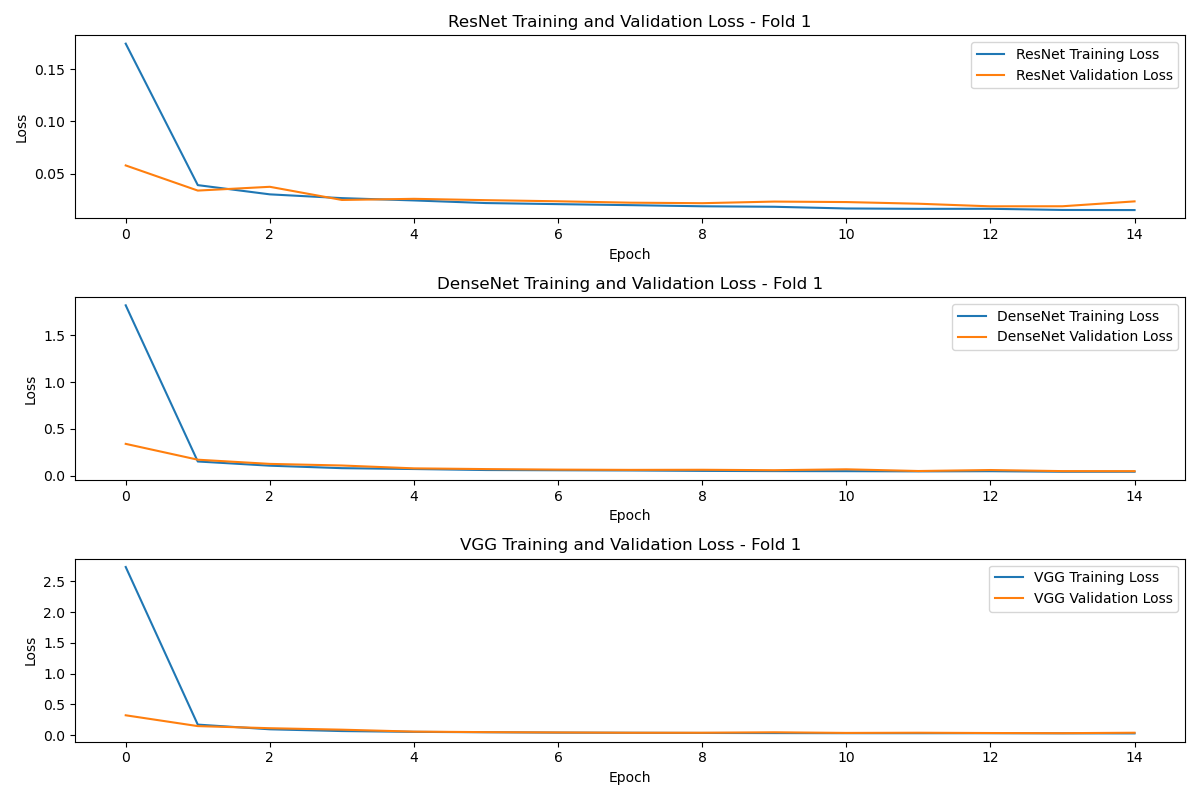 ResNet Training and Validation Loss - Fold 1
ResNet Training Loss
ResNet Validation Loss
0.15
0.10
0.05
Loss
0 2 4 6 8 10 12 14
Epoch
DenseNet Training and Validation Loss - Fold 1
DenseNet Training Loss
DenseNet Validation Loss
1.5
1.0
0.5
0.0
Loss
0 2 4 6 8 10 12 14
Epoch
VGG Training and Validation Loss - Fold 1
VGG Training Loss
VGG Validation Loss
2.5
2.0
1.5
1.0
0.5
0.0
Loss
0 2 4 6 8 10 12 14
Epoch